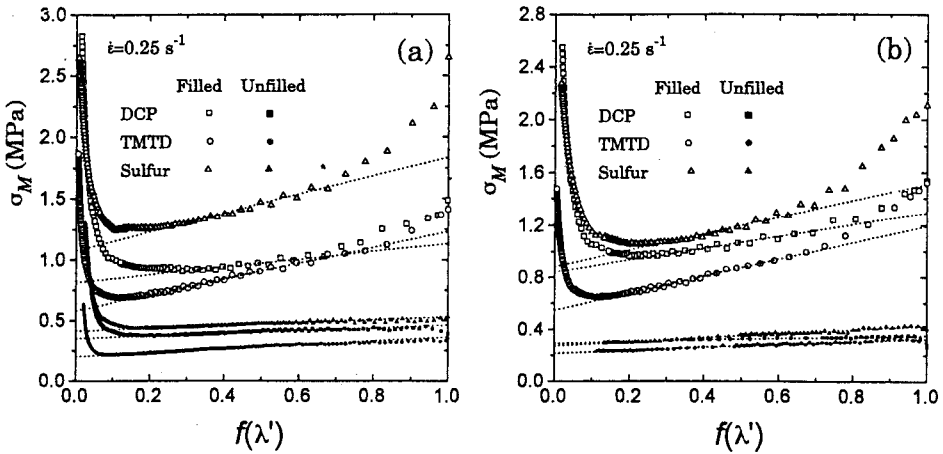 3.0
2.5
2.0
1.5
1.0
0.5
0.0
σ_M (MPa)
ε̇=0.25 s⁻¹
(a)
Filled Unfilled
DCP □ ■
TMTD ○ ●
Sulfur △ ▲
0.0 0.2 0.4 0.6 0.8 1.0
f(λ')
2.8
2.4
2.0
1.6
1.2
0.8
0.4
0.0
σ_M (MPa)
ε̇=0.25 s⁻¹
(b)
Filled Unfilled
DCP □ ■
TMTD ○ ●
Sulfur △ ▲
0.0 0.2 0.4 0.6 0.8 1.0
f(λ')